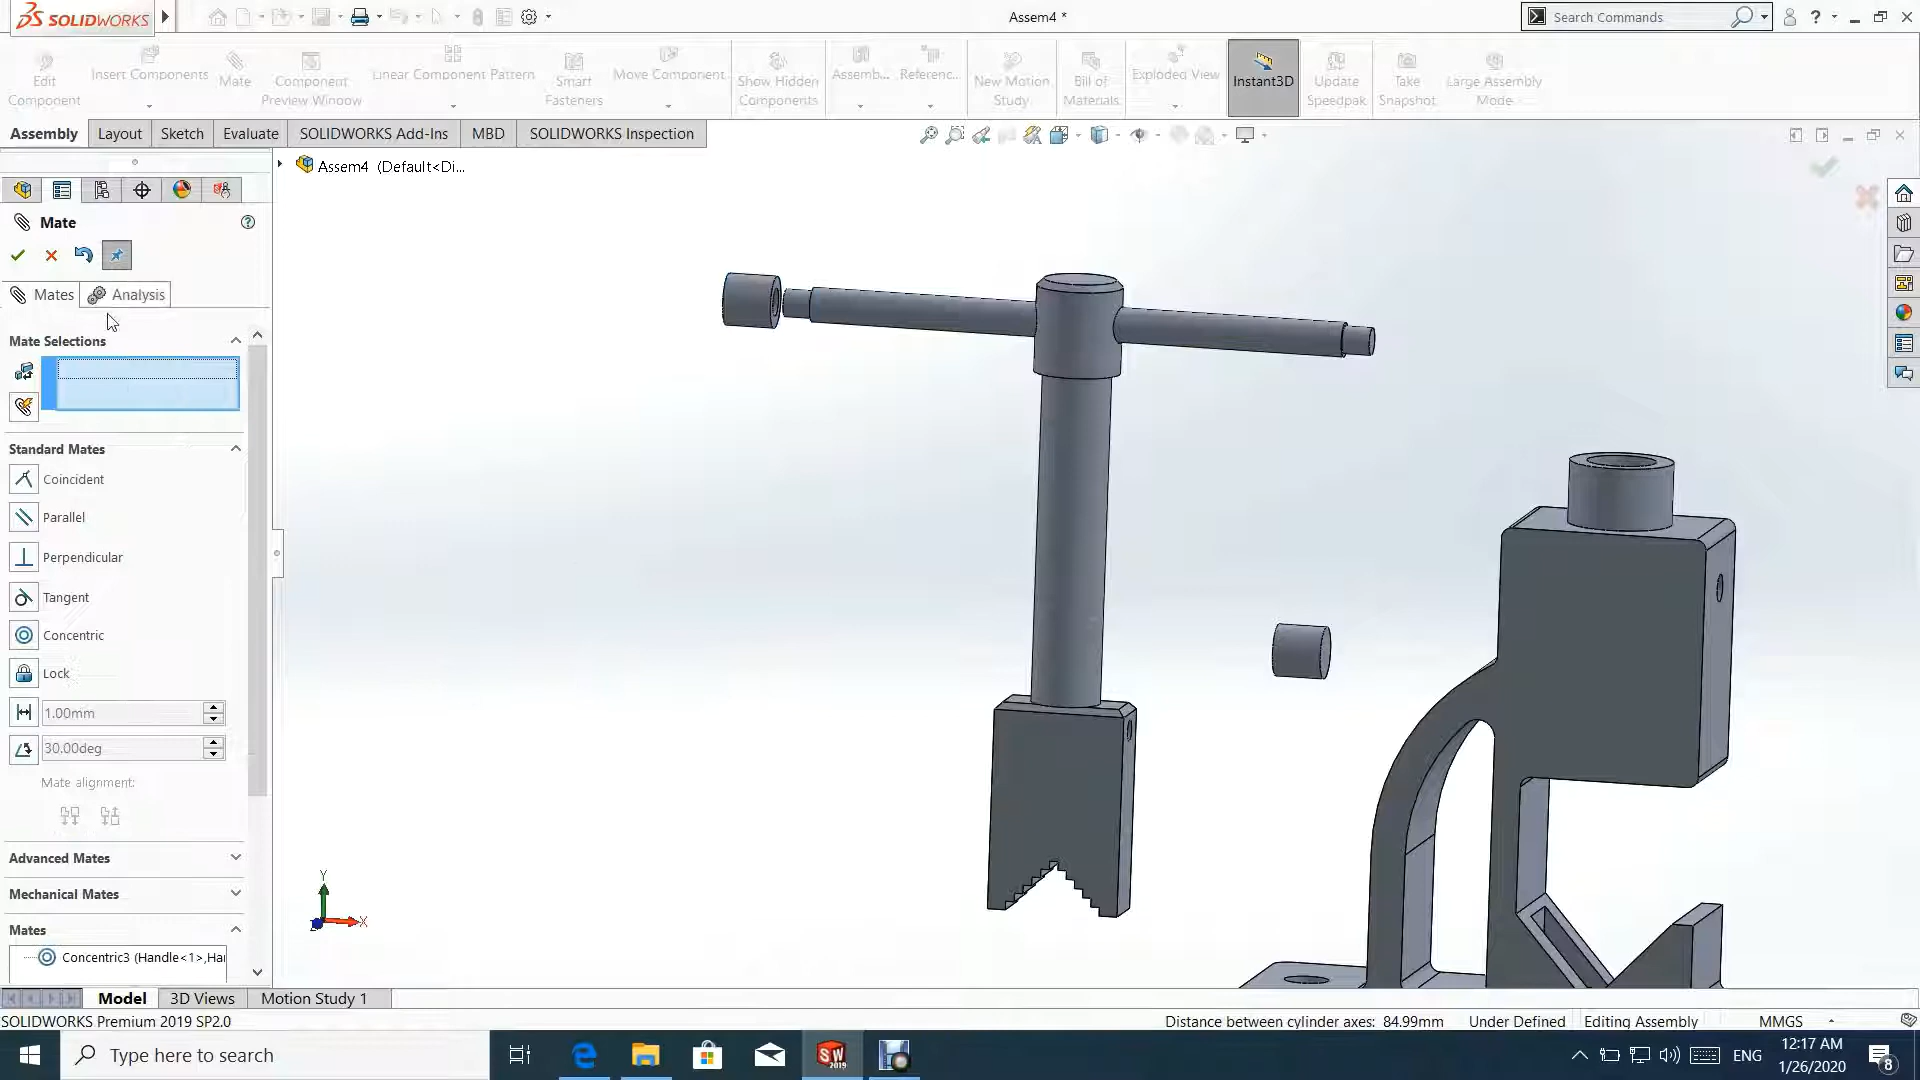 SOLIDWORKS
Assem4 *
Search Commands
Edit Component
Insert Components
Mate
Component Preview Window
Linear Component Pattern
Smart Fasteners
Move Component
Show Hidden Components
Assemb...
Referenc...
New Motion Study
Bill of Materials
Exploded View
Instant3D
Update Speedpak
Take Snapshot
Large Assembly Mode
Assembly
Layout
Sketch
Evaluate
SOLIDWORKS Add-Ins
MBD
SOLIDWORKS Inspection
Assem4 (Default<Di...
Mate
Mates
Analysis
Mate Selections
Standard Mates
Coincident
Parallel
Perpendicular
Tangent
Concentric
Lock
1.00mm
30.00deg
Mate alignment:
Advanced Mates
Mechanical Mates
Mates
Concentric3 (Handle<1>,Ha
Y
X
Model
3D Views
Motion Study 1
SOLIDWORKS Premium 2019 SP2.0
Distance between cylinder axes: 84.99mm
Under Defined
Editing Assembly
MMGS
Type here to search
SW
2019
ENG
12:17 AM
1/26/2020
8